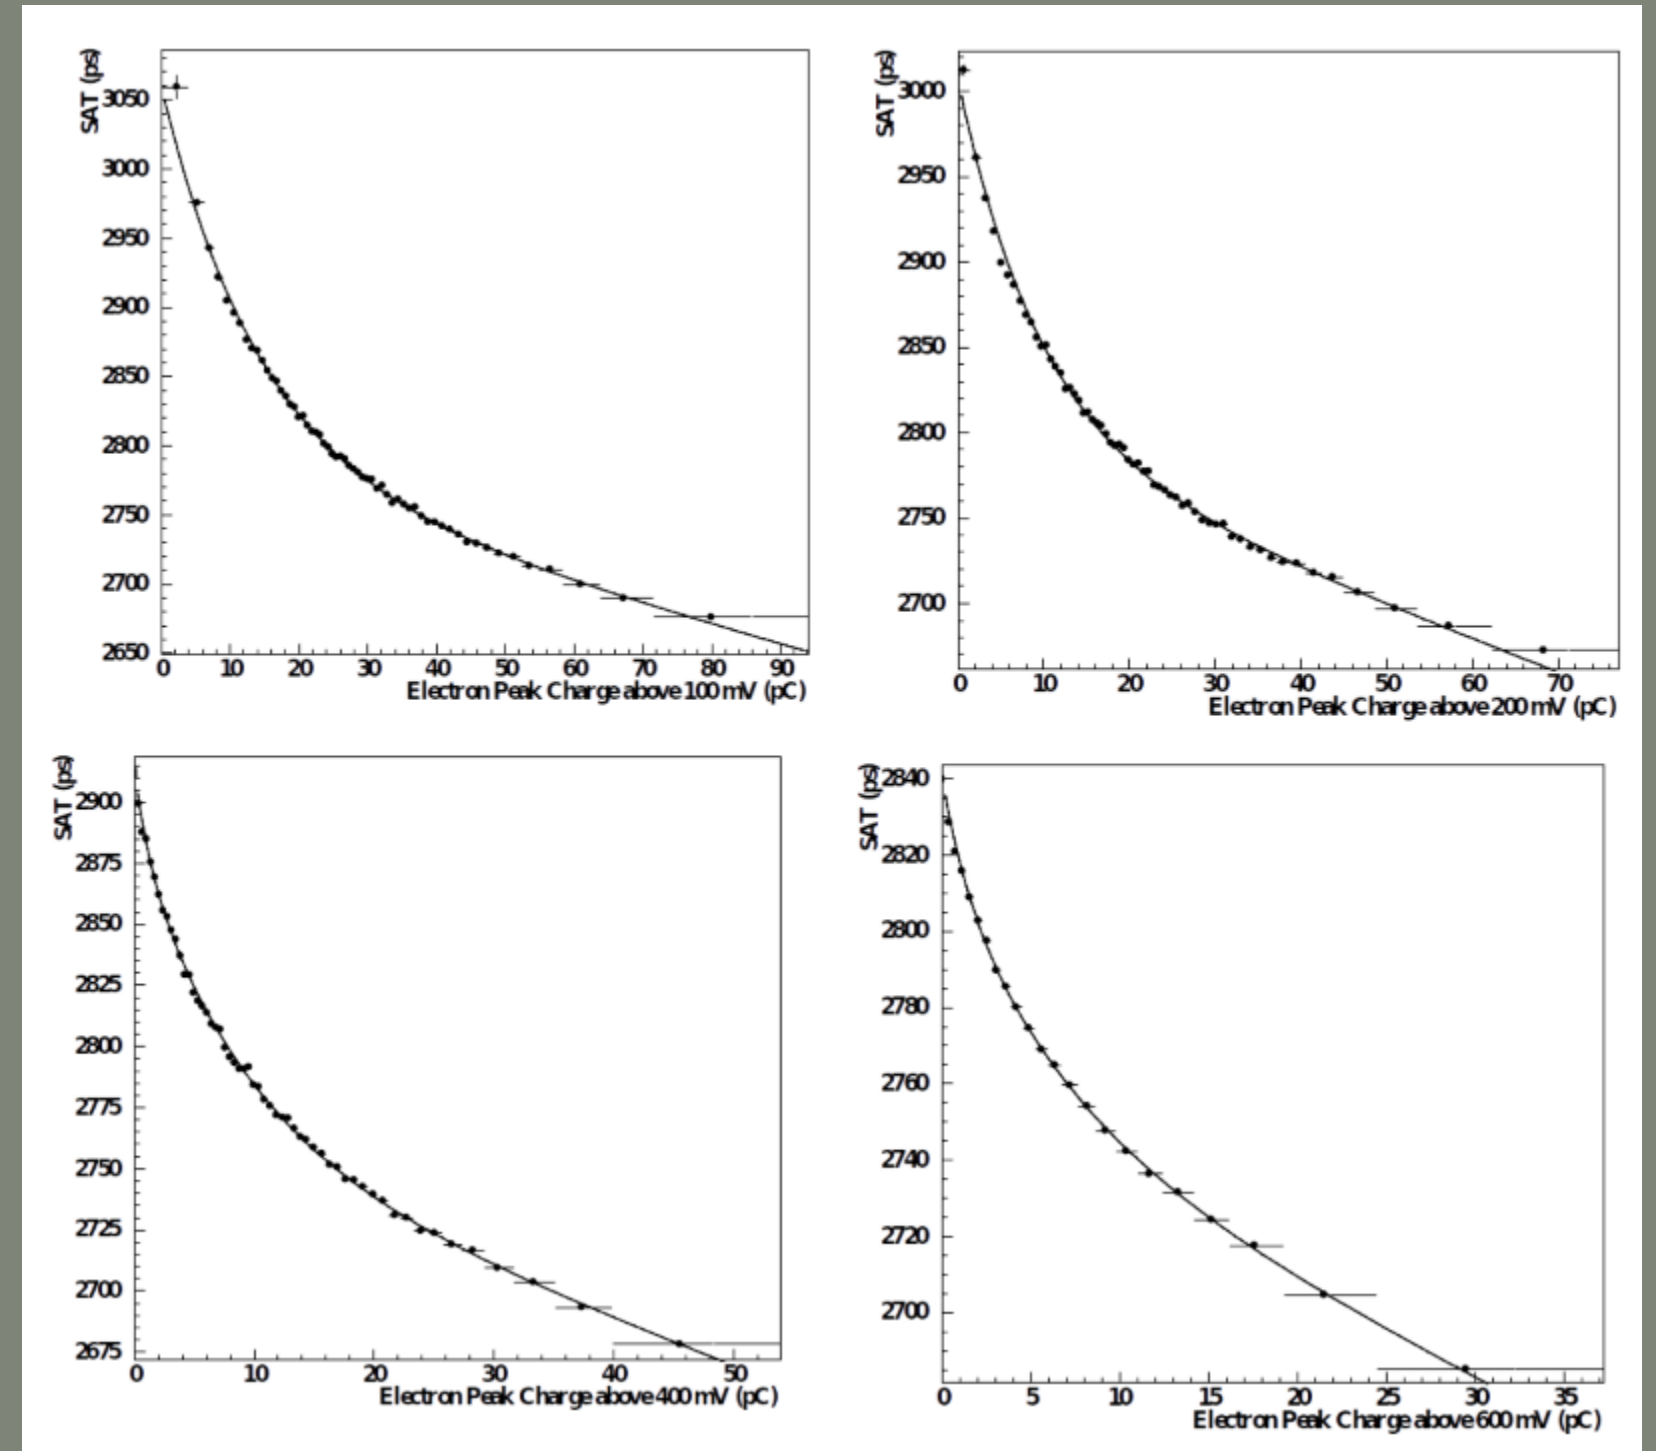 SAT (ps)
3050
3000
2950
2900
2850
2800
2750
2700
2650
0 10 20 30 40 50 60 70 80 90
Electron Peak Charge above 100 mV (pC)
SAT (ps)
3000
2950
2900
2850
2800
2750
2700
0 10 20 30 40 50 60 70
Electron Peak Charge above 200 mV (pC)
SAT (ps)
2900
2875
2850
2825
2800
2775
2750
2725
2700
2675
0 10 20 30 40 50
Electron Peak Charge above 400 mV (pC)
SAT (ps)
2840
2820
2800
2780
2760
2740
2720
2700
0 5 10 15 20 25 30 35
Electron Peak Charge above 600 mV (pC)